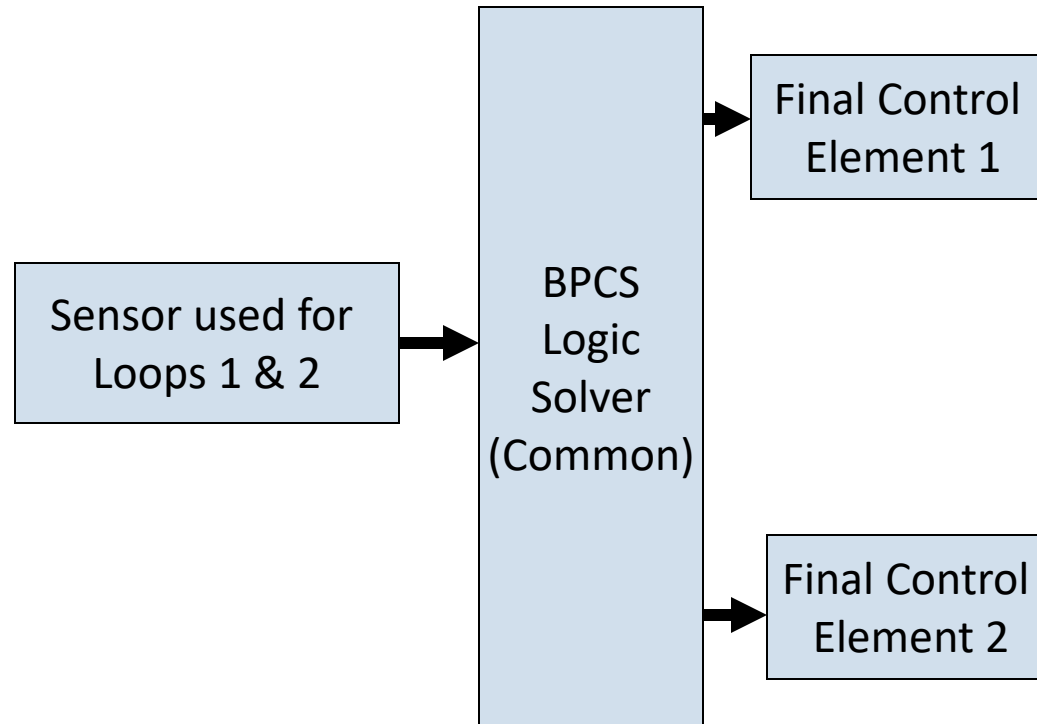 Sensor used for
Loops 1 & 2
BPCS
Logic
Solver
(Common)
Final Control
Element 1
Final Control
Element 2